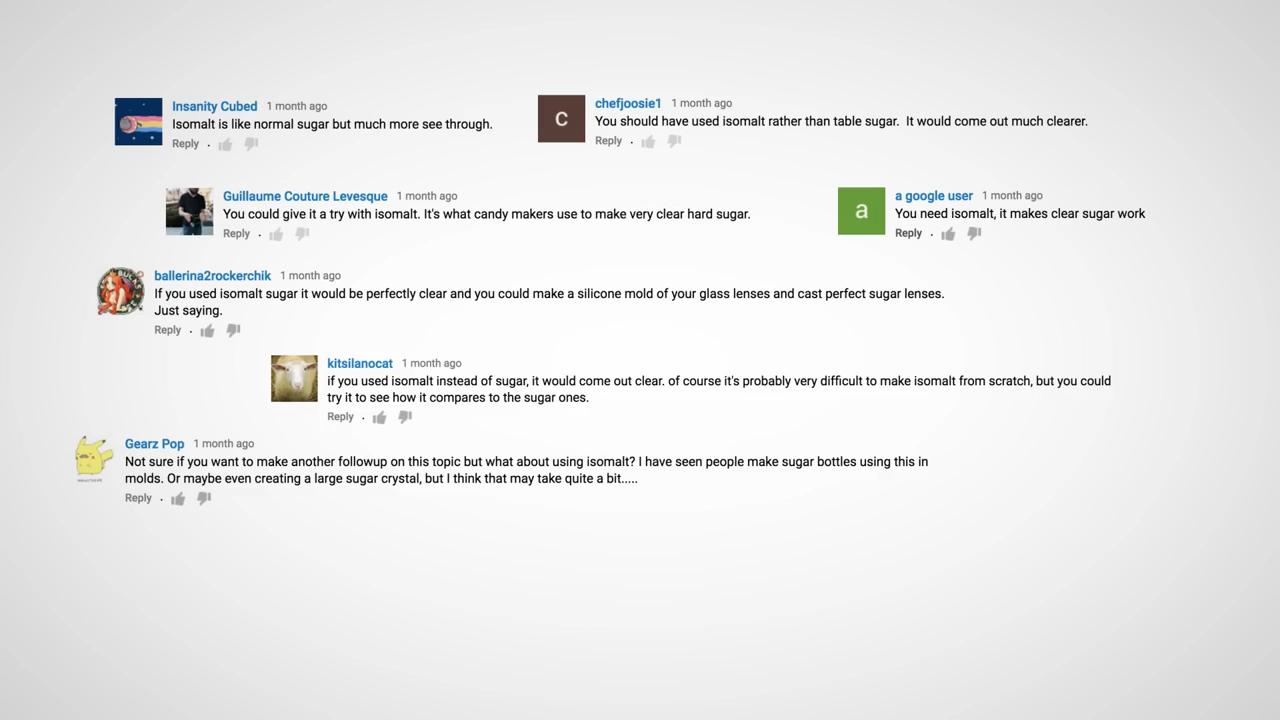 Insanity Cubed 1 month ago
Isomalt is like normal sugar but much more see through.
Reply .
c
chefjoosie1 1 month ago
You should have used isomalt rather than table sugar.  It would come out much clearer.
Reply .
Guillaume Couture Levesque 1 month ago
You could give it a try with isomalt. It's what candy makers use to make very clear hard sugar.
Reply .
a
a google user 1 month ago
You need isomalt, it makes clear sugar work
Reply .
ballerina2rockerchik 1 month ago
If you used isomalt sugar it would be perfectly clear and you could make a silicone mold of your glass lenses and cast perfect sugar lenses.
Just saying.
Reply .
kitsilanocat 1 month ago
if you used isomalt instead of sugar, it would come out clear. of course it's probably very difficult to make isomalt from scratch, but you could
try it to see how it compares to the sugar ones.
Reply .
Gearz Pop 1 month ago
Not sure if you want to make another followup on this topic but what about using isomalt? I have seen people make sugar bottles using this in
molds. Or maybe even creating a large sugar crystal, but I think that may take quite a bit.....
Reply .